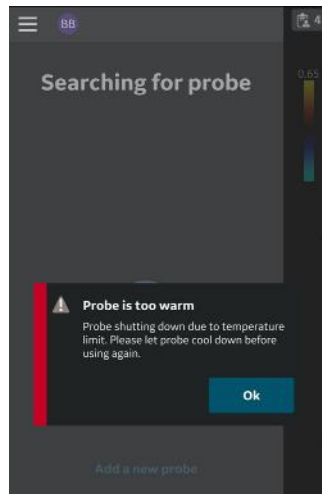 BB
4
Searching for probe
0.65
Probe is too warm
Probe shutting down due to temperature
limit. Please let probe cool down before
using again.
Ok
Add a new probe